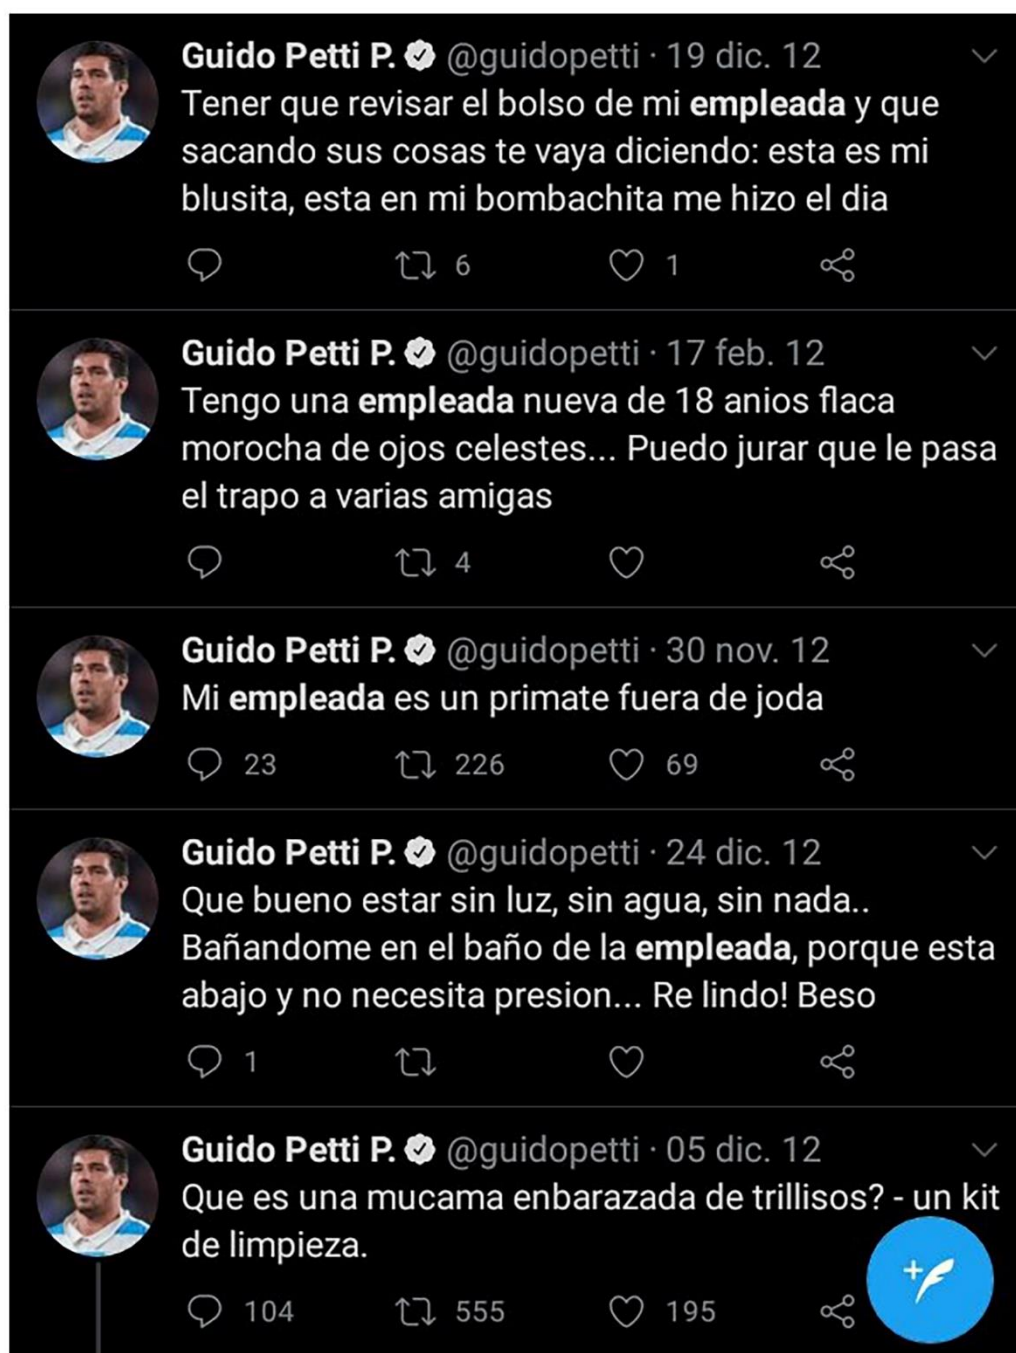 Guido Petti P. @guidopetti · 19 dic. 12
Tener que revisar el bolso de mi empleada y que
sacando sus cosas te vaya diciendo: esta es mi
blusita, esta en mi bombachita me hizo el dia
6 1
Guido Petti P. @guidopetti · 17 feb. 12
Tengo una empleada nueva de 18 anios flaca
morocha de ojos celestes... Puedo jurar que le pasa
el trapo a varias amigas
4
Guido Petti P. @guidopetti · 30 nov. 12
Mi empleada es un primate fuera de joda
23 226 69
Guido Petti P. @guidopetti · 24 dic. 12
Que bueno estar sin luz, sin agua, sin nada..
Bañandome en el baño de la empleada, porque esta
abajo y no necesita presion... Re lindo! Beso
1
Guido Petti P. @guidopetti · 05 dic. 12
Que es una mucama enbarazada de trillisos? - un kit
de limpieza.
104 555 195